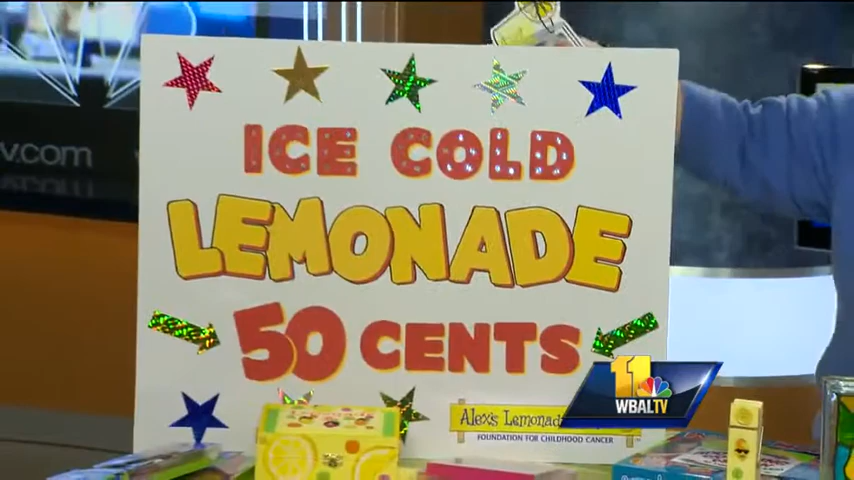 v.com
ICE COLD
LEMONADE
50 CENTS
Alex's Lemonad
FOUNDATION FOR CHILDHOOD CANCER
11
WBALTV